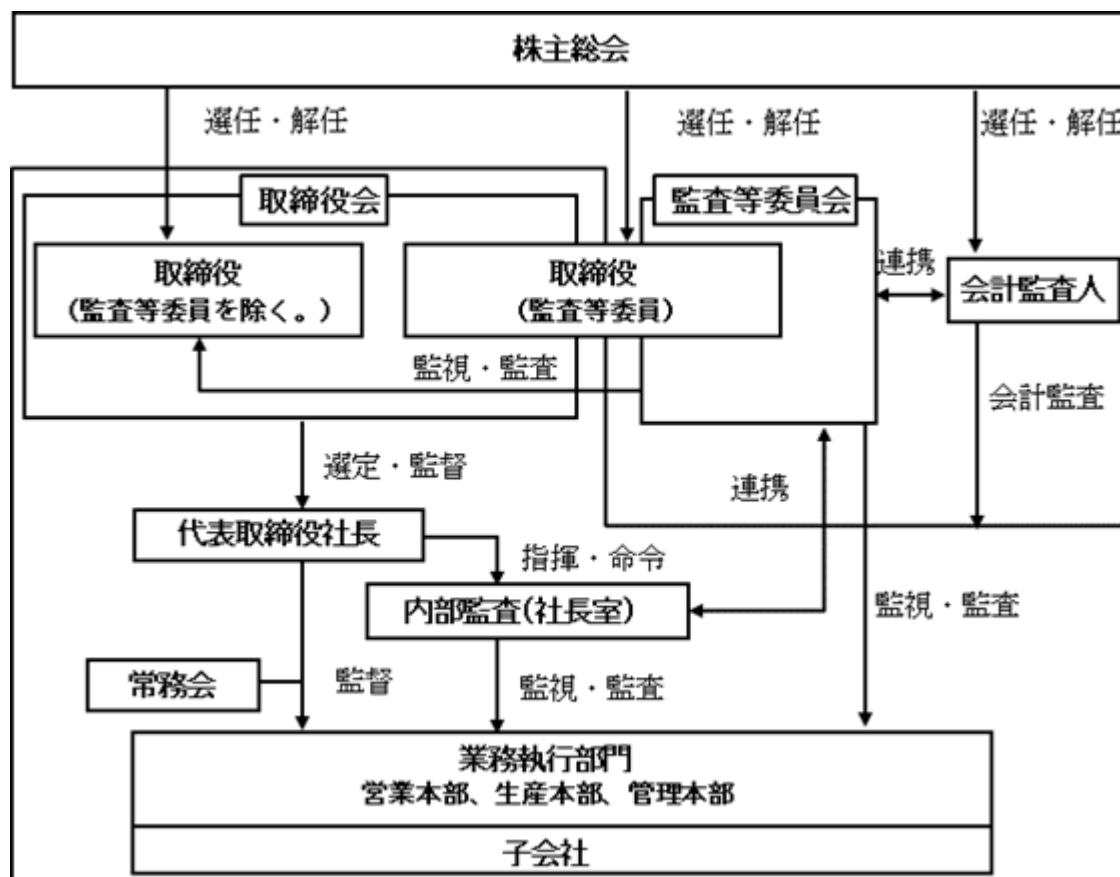 株主総会
選任・解任
選任・解任
選任・解任
取締役会
監査等委員会
取締役
(監査等委員を除く。)
取締役
(監査等委員)
連携
会計監査人
監視・監査
会計監査
選定・監督
連携
代表取締役社長
指揮・命令
内部監査(社長室)
監視・監査
常務会
監督
監視・監査
業務執行部門
営業本部、生産本部、管理本部
子会社